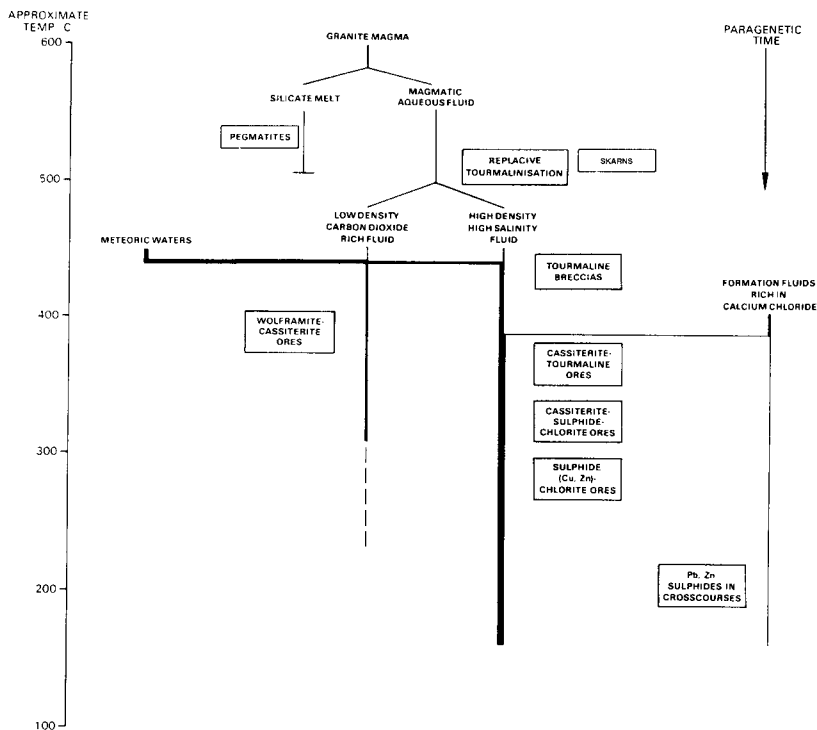 APPROXIMATE
TEMP C
600
500
400
300
200
100
GRANITE MAGMA
SILICATE MELT
MAGMATIC
AQUEOUS FLUID
PARAGENETIC
TIME
PEGMATITES
REPLACIVE
TOURMALINISATION
SKARNS
METEORIC WATERS
LOW DENSITY
CARBON DIOXIDE
RICH FLUID
HIGH DENSITY
HIGH SALINITY
FLUID
TOURMALINE
BRECCIAS
FORMATION FLUIDS
RICH IN
CALCIUM CHLORIDE
WOLFRAMITE-
CASSITERITE
ORES
CASSITERITE-
TOURMALINE
ORES
CASSITERITE-
SULPHIDE-
CHLORITE ORES
SULPHIDE
(Cu, Zn)-
CHLORITE ORES
Pb, Zn
SULPHIDES IN
CROSSCOURSES